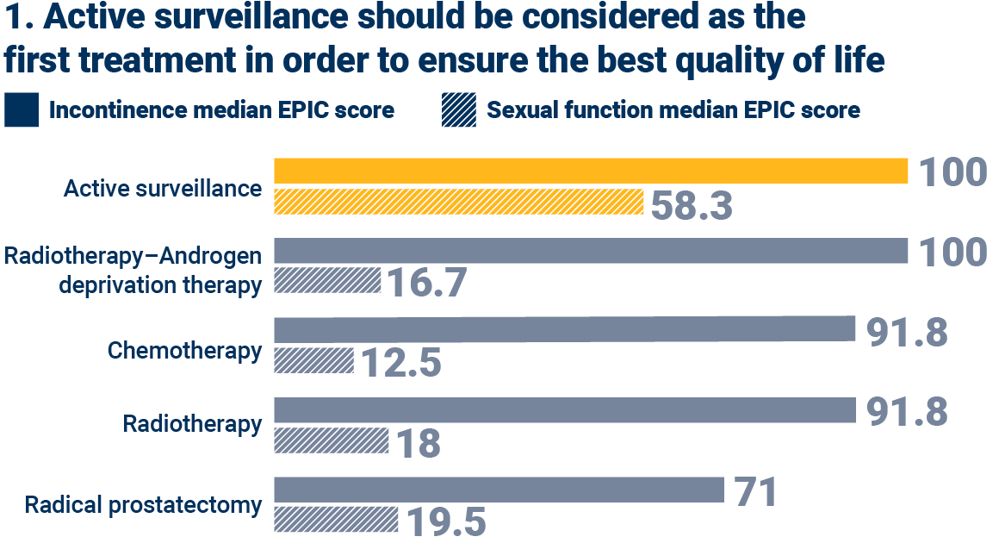 1. Active surveillance should be considered as the
first treatment in order to ensure the best quality of life
Incontinence median EPIC score
Sexual function median EPIC score
Active surveillance
100
58.3
Radiotherapy–Androgen
deprivation therapy
100
16.7
Chemotherapy
91.8
12.5
Radiotherapy
91.8
18
Radical prostatectomy
71
19.5